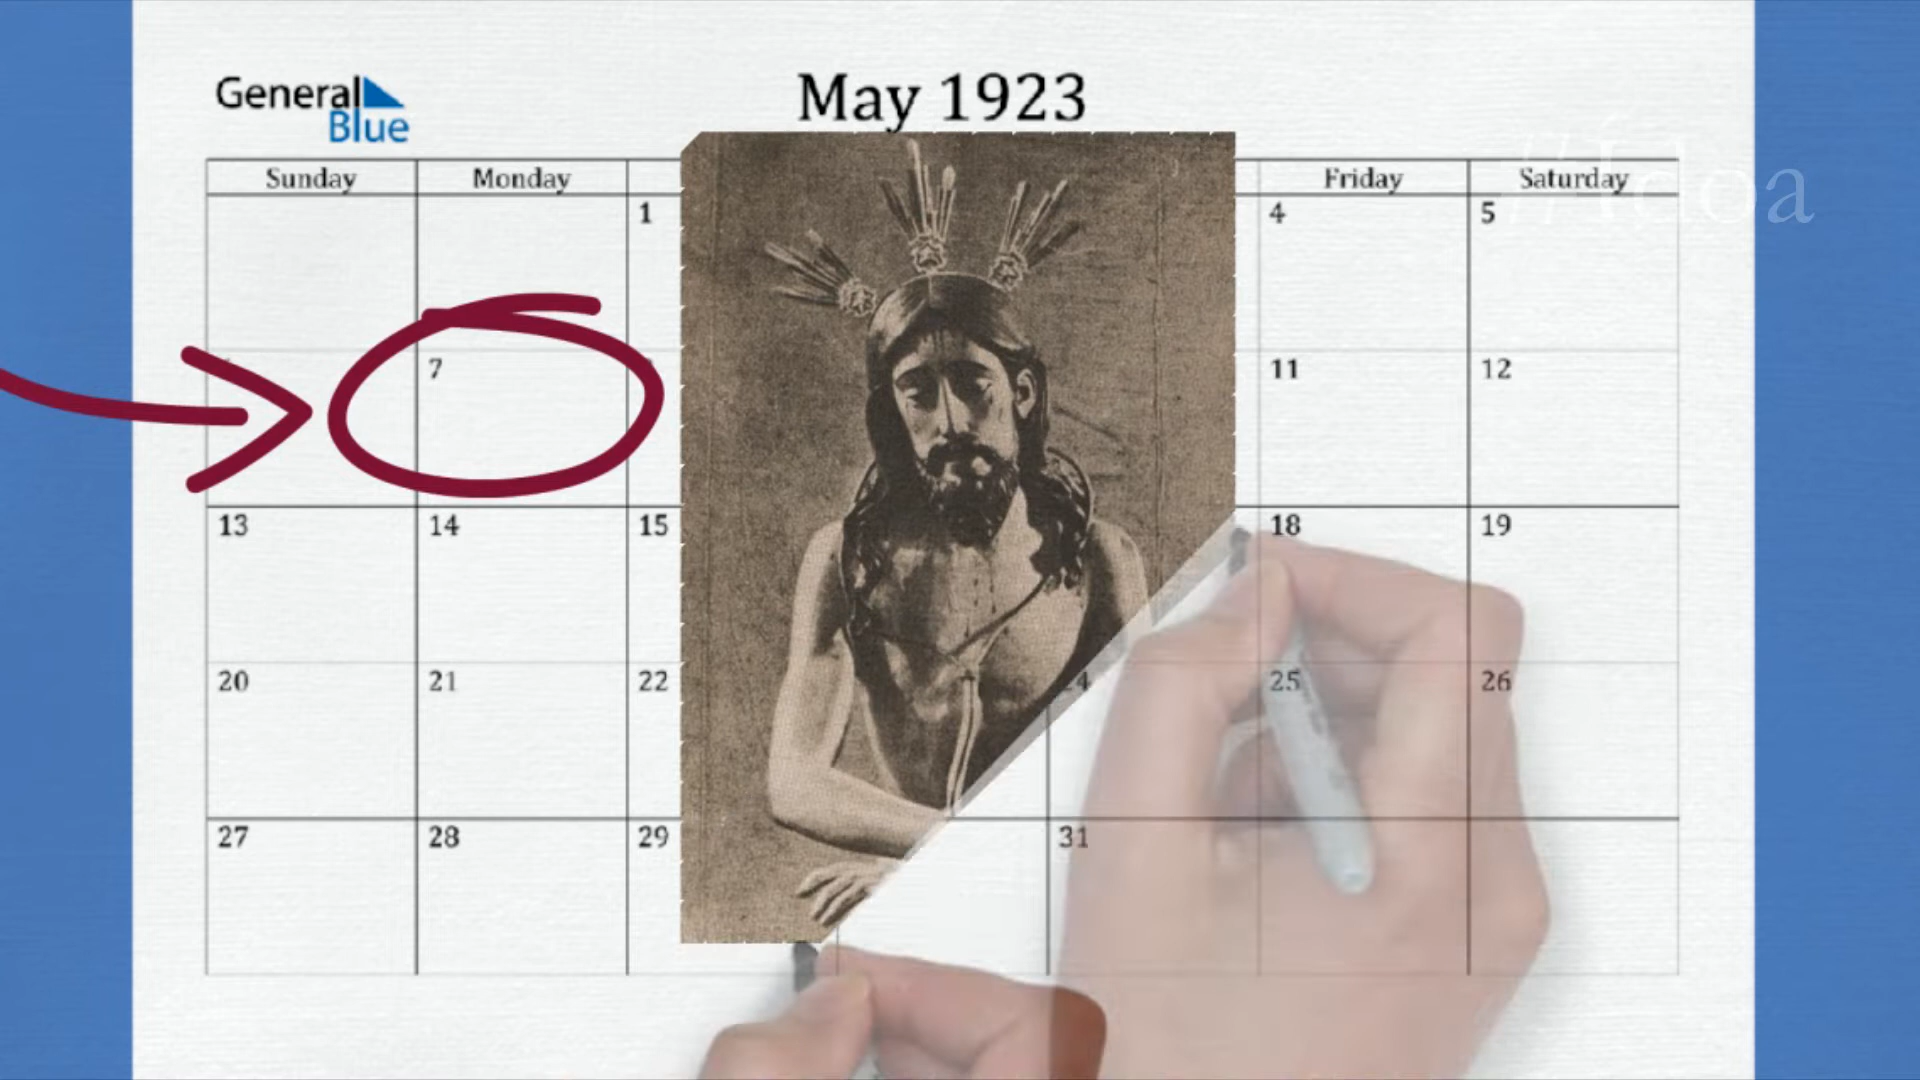 General
Blue
May 1923
Sunday Monday Friday Saturday
1 4 5
7 11 12
13 14 15 18 19
20 21 22 24 25 26
27 28 29 31